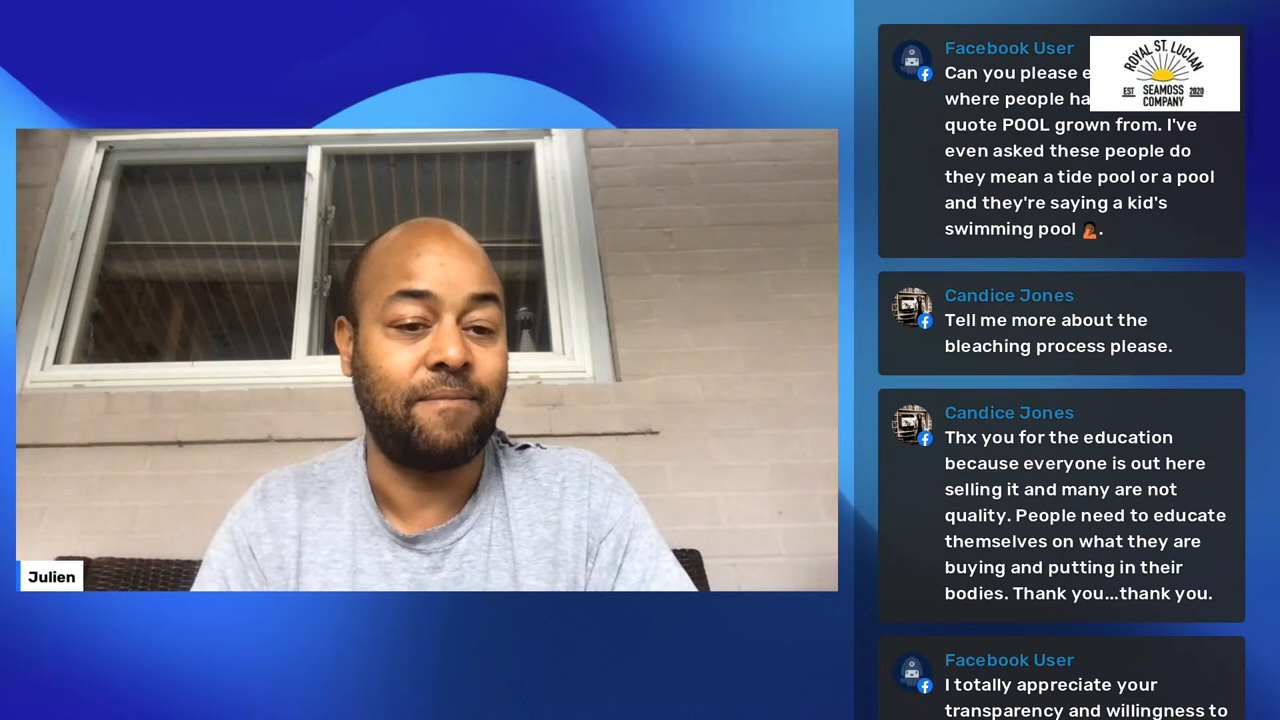 Julien
Facebook User
Can you please
where people
quote POOL grown from. I've
even asked these people do
they mean a tide pool or a pool
and they're saying a kid's
swimming pool 🤦🏾.
ROYAL ST. LUCIAN
EST SEAMOSS 2020
COMPANY
Candice Jones
Tell me more about the
bleaching process please.
Candice Jones
Thx you for the education
because everyone is out here
selling it and many are not
quality. People need to educate
themselves on what they are
buying and putting in their
bodies. Thank you...thank you.
Facebook User
I totally appreciate your
transparency and willingness to